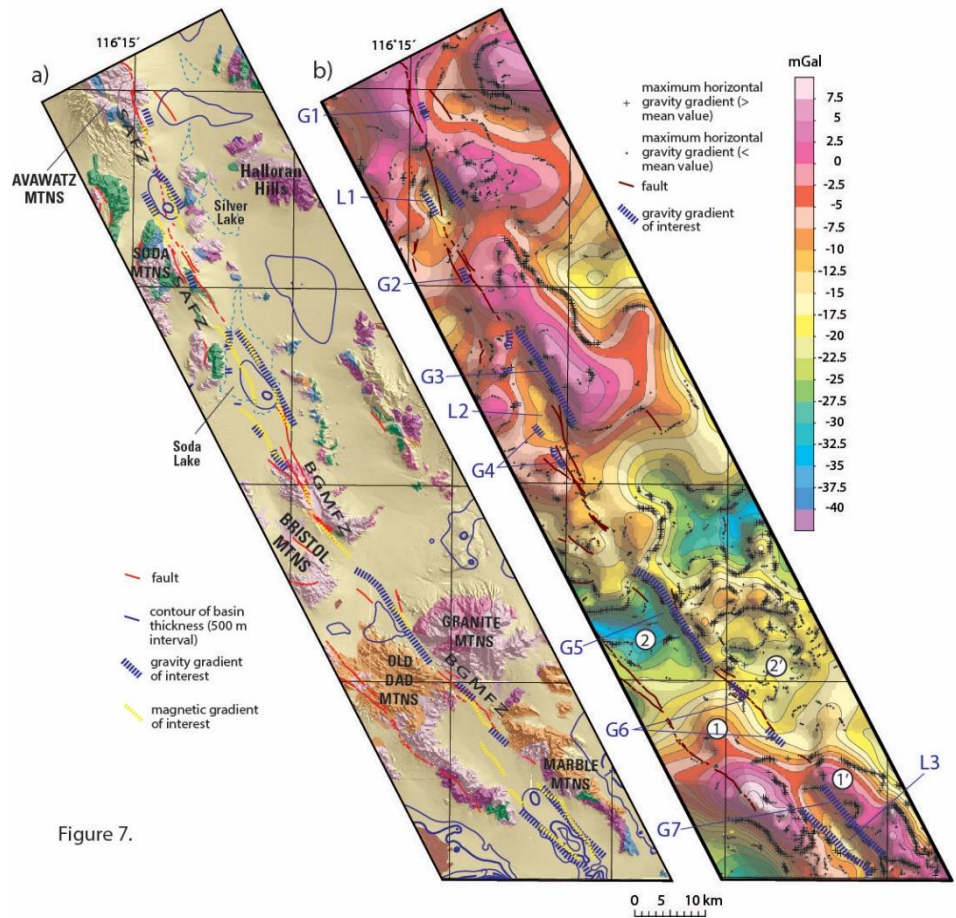 a)
116°15'
SAFZ
AVAWATZ
MTNS
Halloran
Hills
Silver
Lake
SODA
MTNS
SAFZ
Soda
Lake
BGMFZ
BRISTOL
MTNS
GRANITE
MTNS
OLD
DAD
MTNS
BGMFZ
MARBLE
MTNS
fault
contour of basin
thickness (500 m
interval)
gravity gradient
of interest
magnetic gradient
of interest
Figure 7.
b)
116°15'
G1
L1
G2
G3
L2
G4
G5
2
2'
G6
1
1'
L3
G7
maximum horizontal
gravity gradient (>
mean value)
maximum horizontal
gravity gradient (<
mean value)
fault
gravity gradient
of interest
mGal
7.5
5
2.5
0
-2.5
-5
-7.5
-10
-12.5
-15
-17.5
-20
-22.5
-25
-27.5
-30
-32.5
-35
-37.5
-40
0 5 10 km